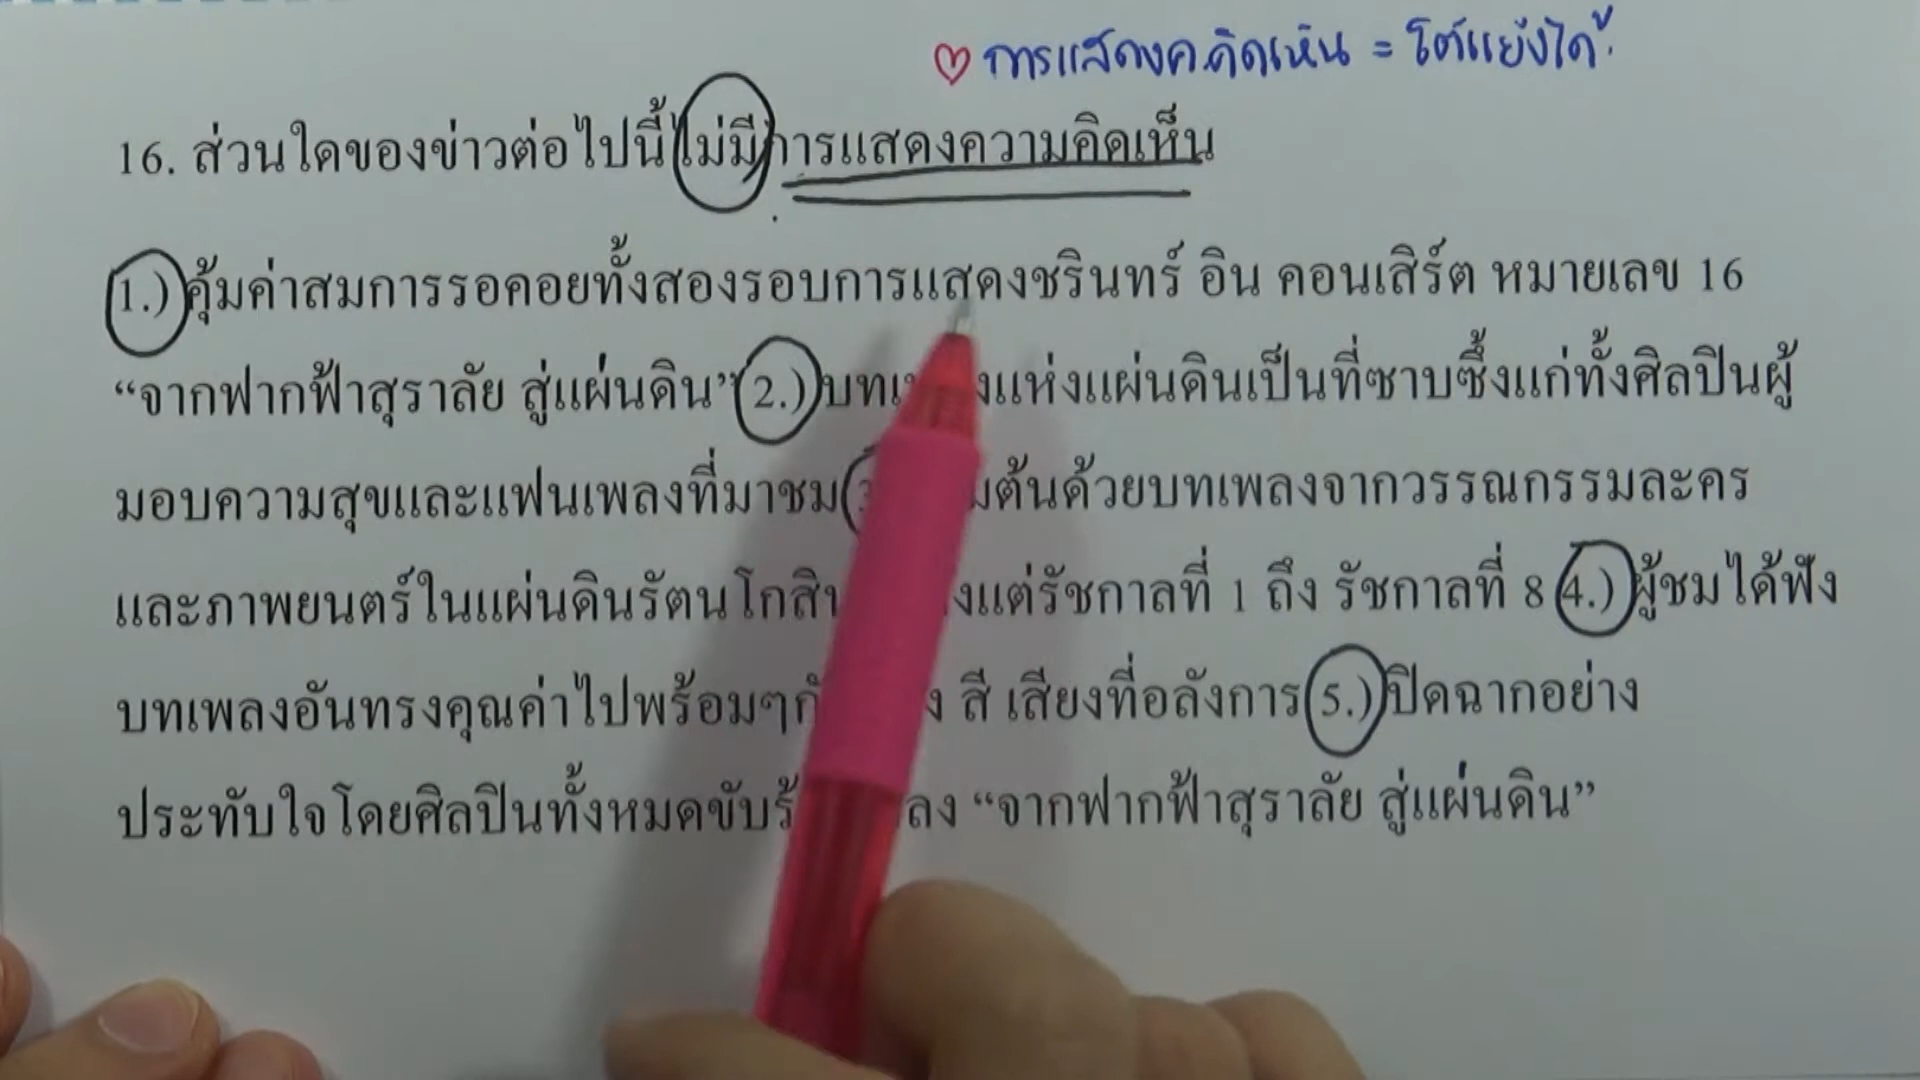 ♡ การแสดงค.คิดเห็น = โต้แย้งได้.
16. ส่วนใดของข่าวต่อไปนี้ไม่มีการแสดงความคิดเห็น
1.) คุ้มค่าสมการรอคอยทั้งสองรอบการแสดงชรินทร์ อิน คอนเสิร์ต หมายเลข 16
“จากฟากฟ้าสุราลัย สู่แผ่นดิน” 2.) แห่งแผ่นดินเป็นที่ซาบซึ้งแก่ทั้งศิลปินผู้
มอบความสุขและแฟนเพลงที่มาชม ด้วยบทเพลงจากวรรณกรรมละคร
และภาพยนตร์ในแผ่นดิน รัชกาลที่ 1 ถึง รัชกาลที่ 8 4.) ผู้ชมได้ฟัง
บทเพลงอันทรงคุณค่าไปพร้อมๆ สี เสียงที่อลังการ 5.) ปิดฉากอย่าง
ประทับใจโดยศิลปินทั้งหมด “จากฟากฟ้าสุราลัย สู่แผ่นดิน”